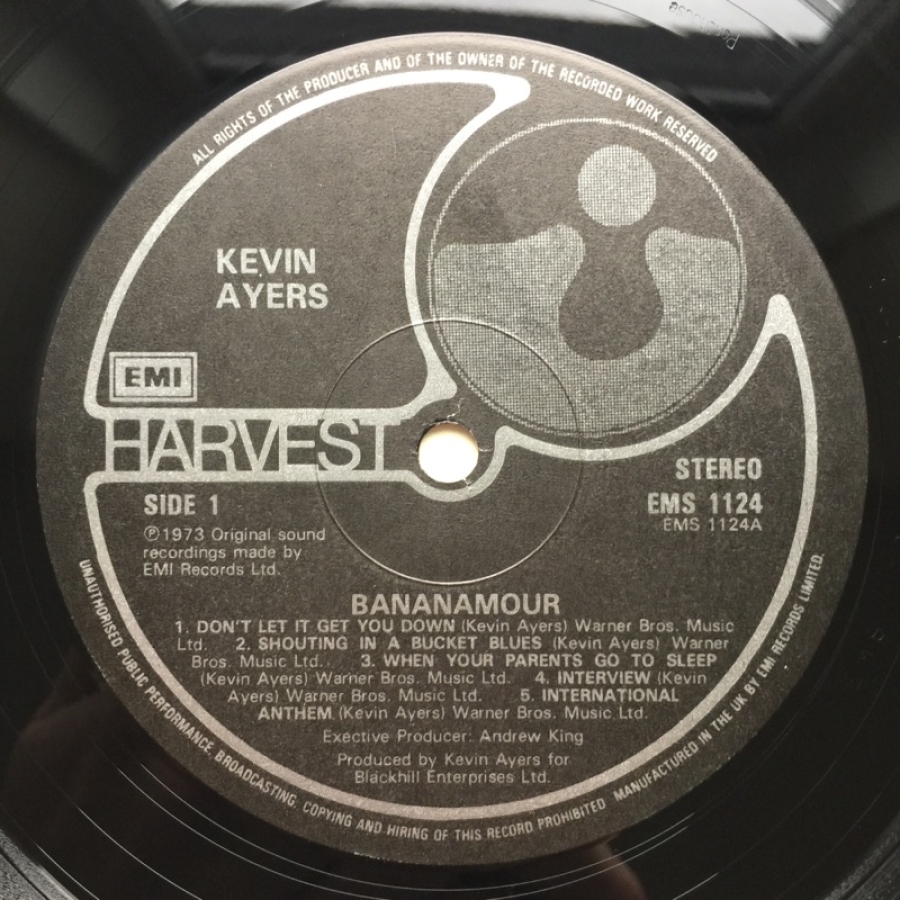 ALL RIGHTS OF THE PRODUCER AND OF THE OWNER OF THE RECORDED WORK RESERVED
KEVIN
AYERS
EMI
HARVEST
SIDE 1
Ⓟ1973 Original sound
recordings made by
EMI Records Ltd.
STEREO
EMS 1124
EMS 1124A
BANANAMOUR
1. DON'T LET IT GET YOU DOWN (Kevin Ayers) Warner Bros. Music
Ltd. 2. SHOUTING IN A BUCKET BLUES (Kevin Ayers) Warner
Bros. Music Ltd. 3. WHEN YOUR PARENTS GO TO SLEEP
(Kevin Ayers) Warner Bros. Music Ltd. 4. INTERVIEW (Kevin
Ayers) Warner Bros. Music Ltd. 5. INTERNATIONAL
ANTHEM (Kevin Ayers) Warner Bros. Music Ltd.
Exective Producer: Andrew King
Produced by Kevin Ayers for
Blackhill Enterprises Ltd.
UNAUTHORISED PUBLIC PERFORMANCE, BROADCASTING, COPYING AND HIRING OF THIS RECORD PROHIBITED MANUFACTURED IN THE UK BY EMI RECORDS LIMITED.